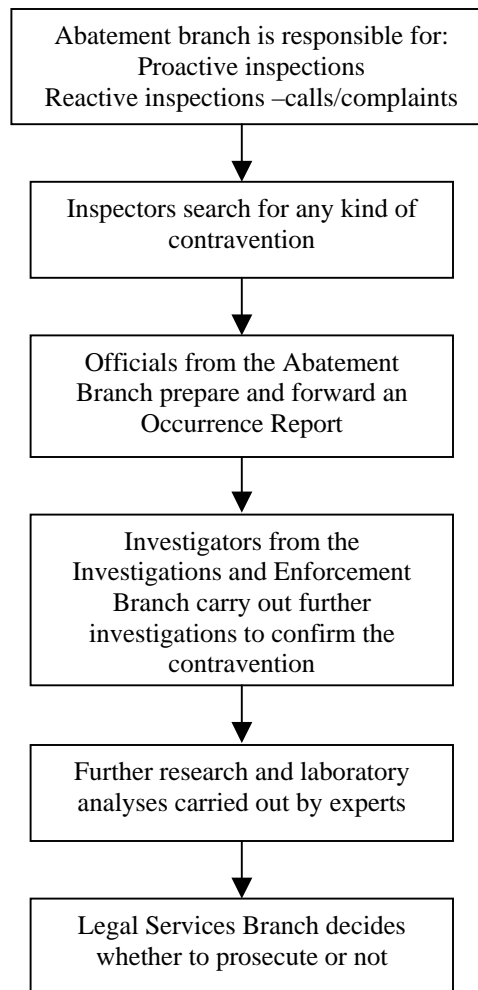 Abatement branch is responsible for:
Proactive inspections
Reactive inspections –calls/complaints
Inspectors search for any kind of
contravention
Officials from the Abatement
Branch prepare and forward an
Occurrence Report
Investigators from the
Investigations and Enforcement
Branch carry out further
investigations to confirm the
contravention
Further research and laboratory
analyses carried out by experts
Legal Services Branch decides
whether to prosecute or not